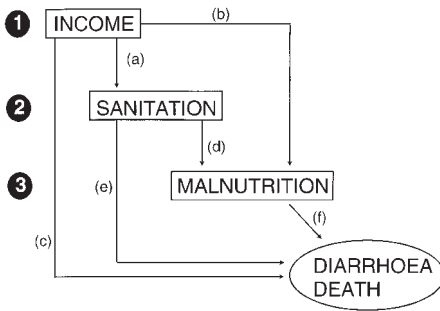 1 INCOME (b)
(a)
2 SANITATION
(d)
3 MALNUTRITION
(e)
(f)
(c)
DIARRHOEA
DEATH